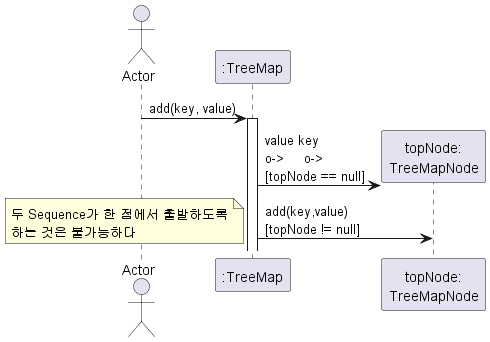 Actor
:TreeMap
add(key, value)
value key
o-> o->
[topNode == null]
topNode:
TreeMapNode
add(key,value)
[topNode != null]
두 Sequence가 한 점에서 출발하도록
하는 것은 불가능하다
Actor
:TreeMap
topNode:
TreeMapNode